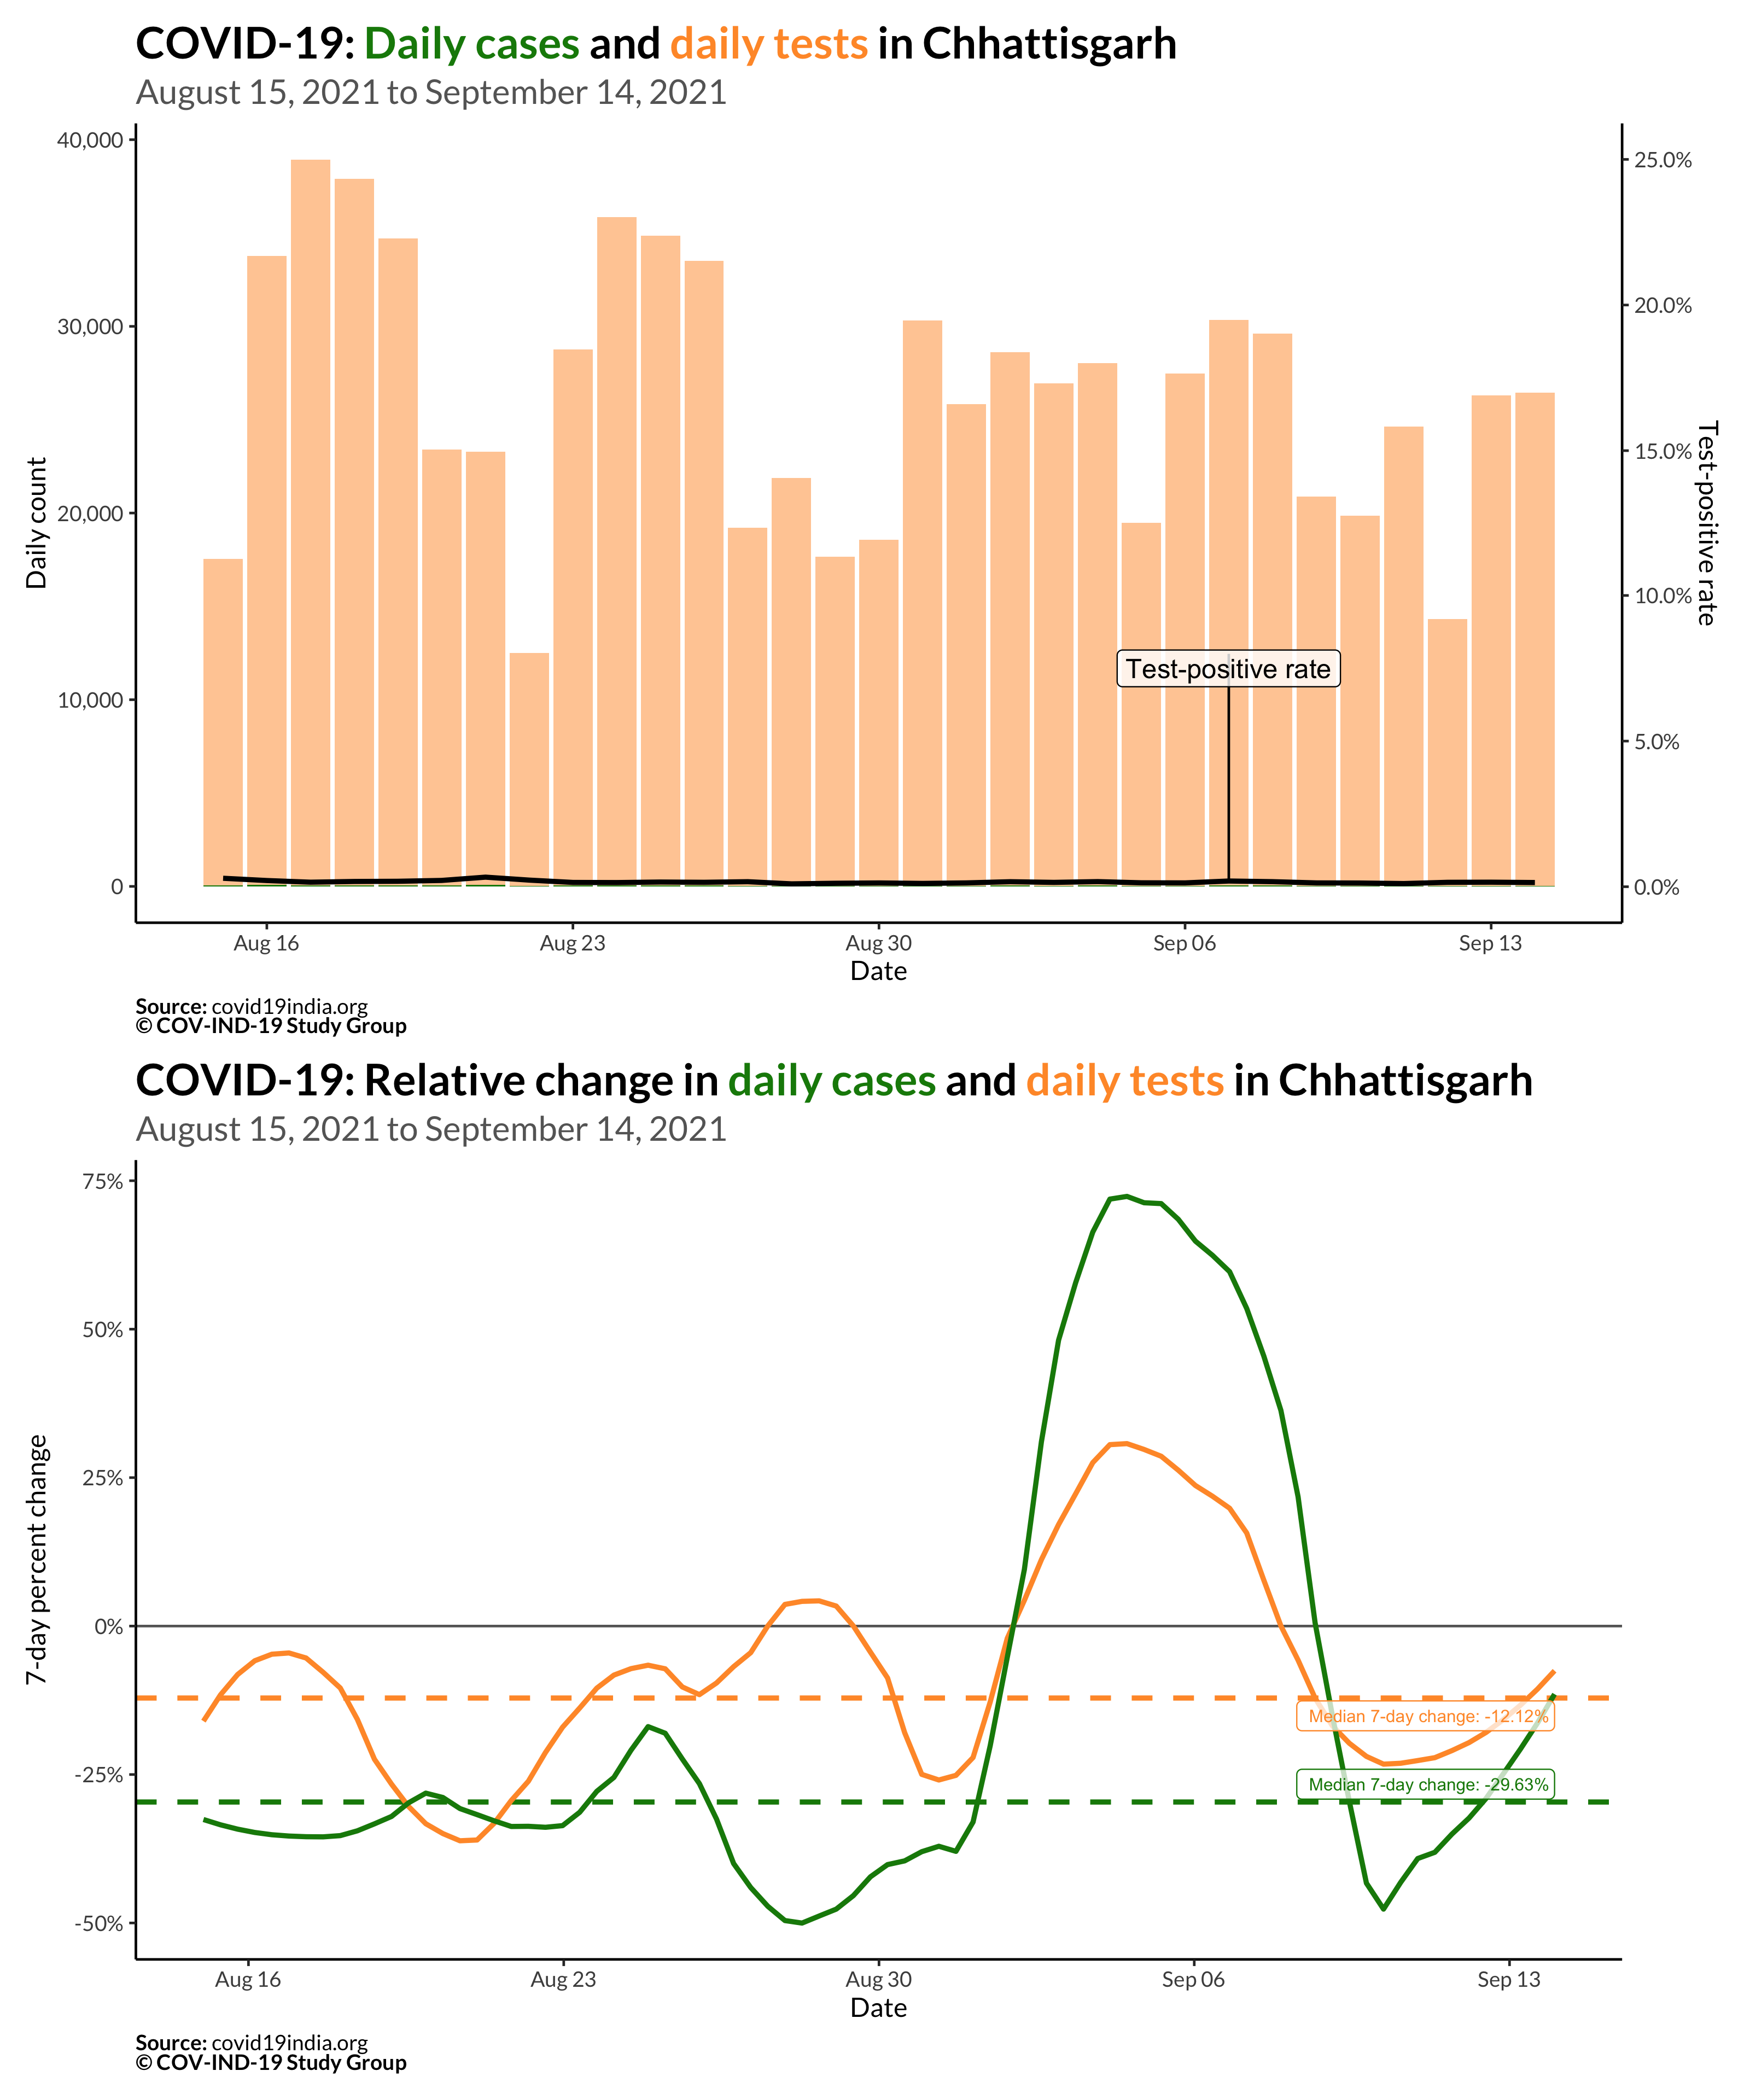 COVID-19: Daily cases and daily tests in Chhattisgarh
August 15, 2021 to September 14, 2021
40,000
30,000
20,000
10,000
0
Daily count
25.0%
20.0%
15.0%
10.0%
5.0%
0.0%
Test-positive rate
Test-positive rate
Aug 16 Aug 23 Aug 30 Sep 06 Sep 13
Date
Source: covid19india.org
© COV-IND-19 Study Group
COVID-19: Relative change in daily cases and daily tests in Chhattisgarh
August 15, 2021 to September 14, 2021
75%
50%
25%
0%
-25%
-50%
7-day percent change
Median 7-day change: -12.12%
Median 7-day change: -29.63%
Aug 16 Aug 23 Aug 30 Sep 06 Sep 13
Date
Source: covid19india.org
© COV-IND-19 Study Group